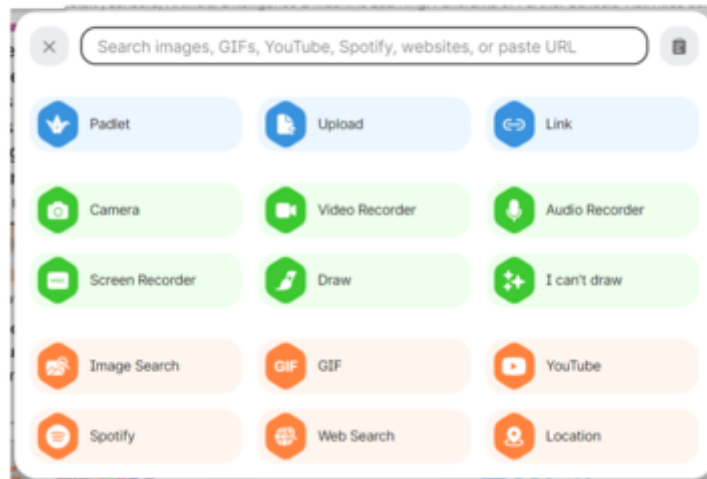 Search images, GIFs, YouTube, Spotify, websites, or paste URL
Padlet
Upload
Link
Camera
Video Recorder
Audio Recorder
Screen Recorder
Draw
I can't draw
Image Search
GIF
GIF
YouTube
Spotify
Web Search
Location